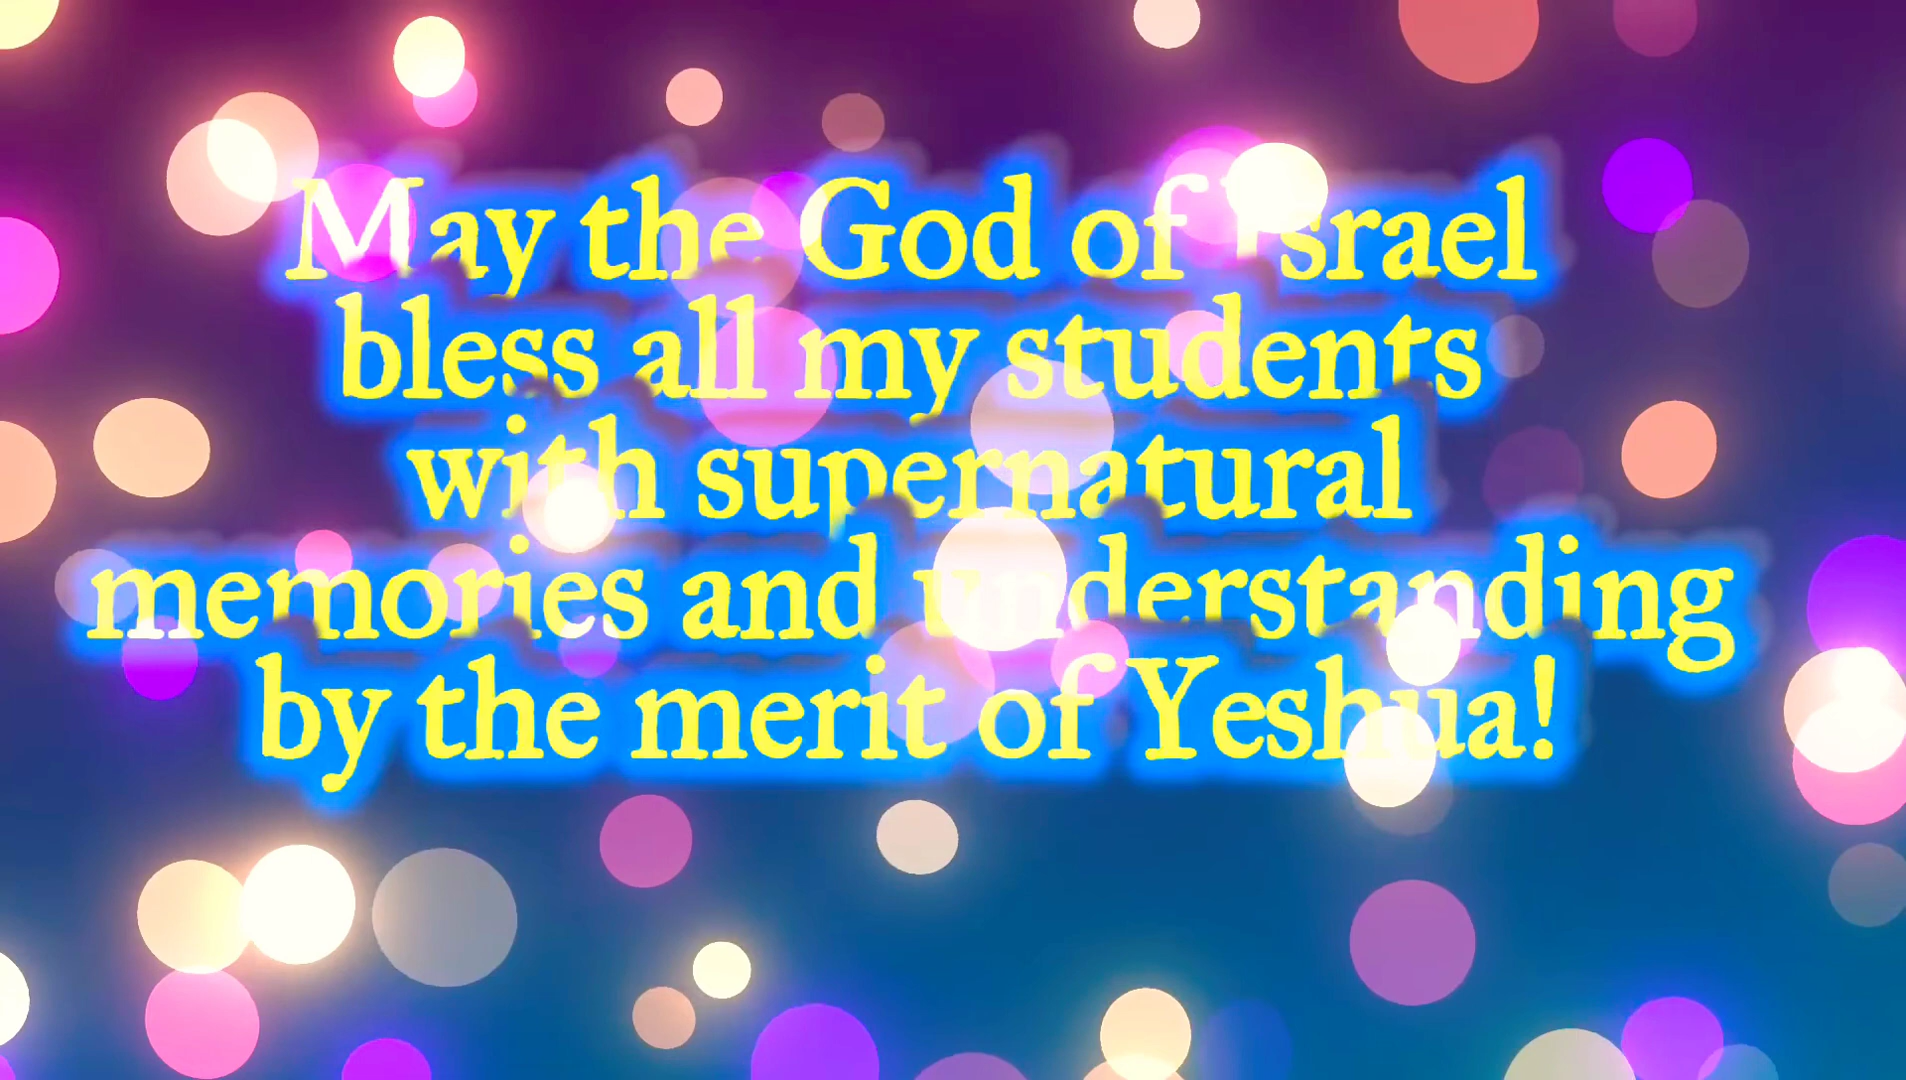 May the God of Israel
bless all my students
with supernatural
memories and understanding
by the merit of Yeshua!